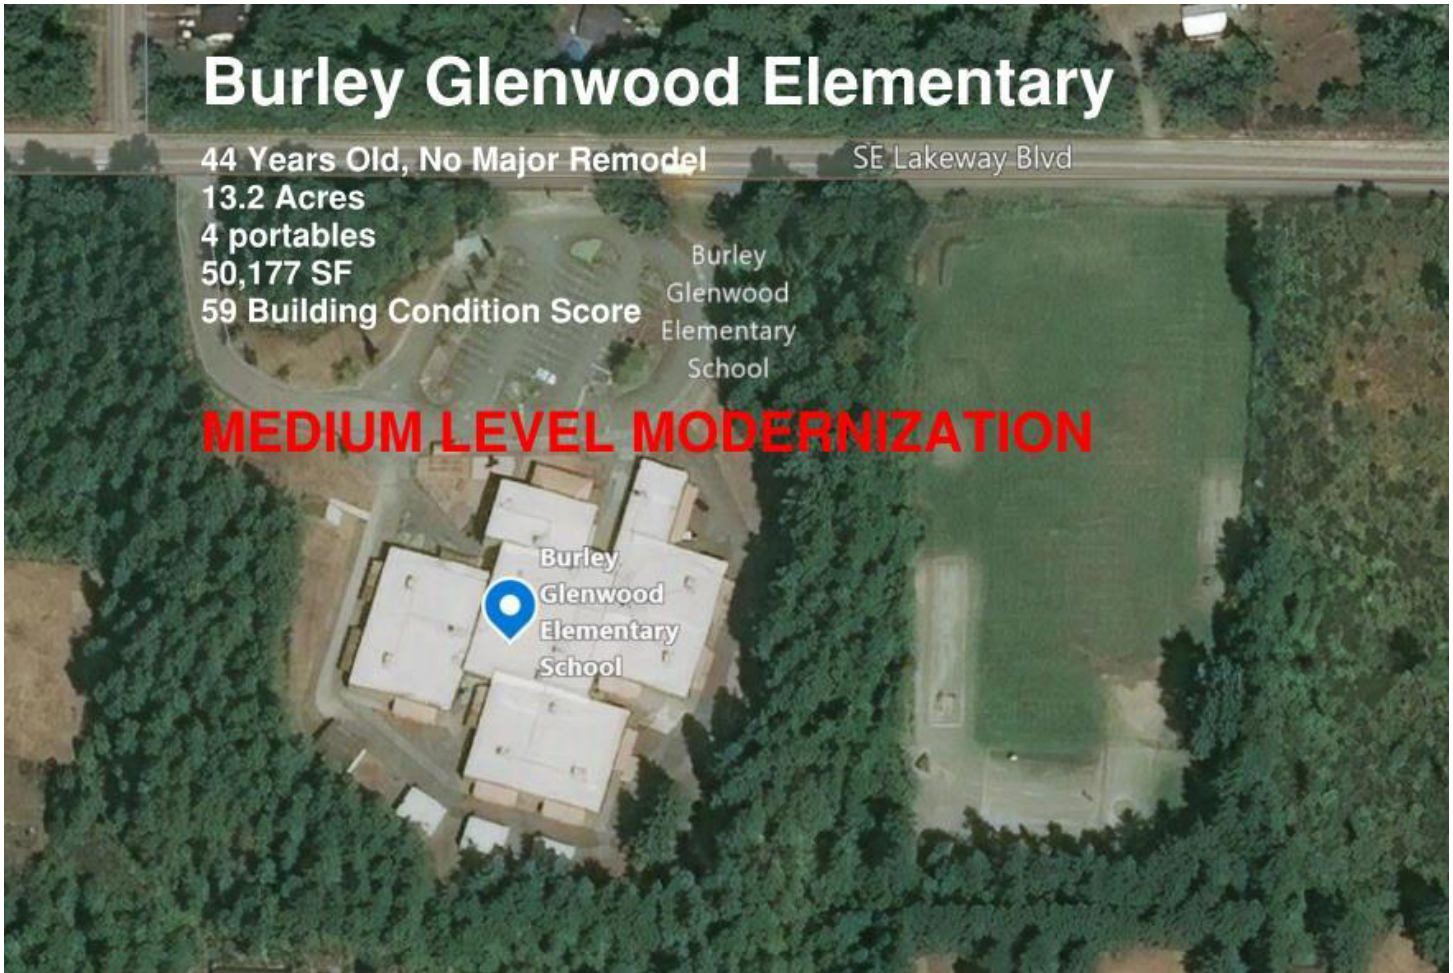 Burley Glenwood Elementary
44 Years Old, No Major Remodel
SE Lakeway Blvd
13.2 Acres
4 portables
50,177 SF
59 Building Condition Score
Burley
Glenwood
Elementary
School
MEDIUM LEVEL MODERNIZATION
Burley
Glenwood
Elementary
School